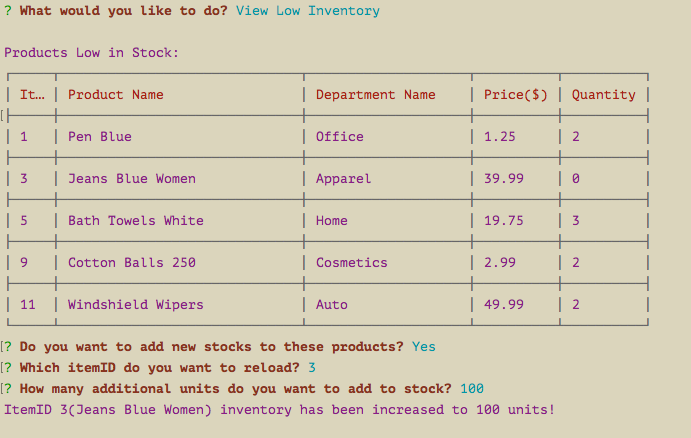 ? What would you like to do? View Low Inventory
Products Low in Stock:
It… Product Name Department Name Price($) Quantity
1 Pen Blue Office 1.25 2
3 Jeans Blue Women Apparel 39.99 0
5 Bath Towels White Home 19.75 3
9 Cotton Balls 250 Cosmetics 2.99 2
11 Windshield Wipers Auto 49.99 2
[? Do you want to add new stocks to these products? Yes
[? Which itemID do you want to reload? 3
[? How many additional units do you want to add to stock? 100
ItemID 3(Jeans Blue Women) inventory has been increased to 100 units!